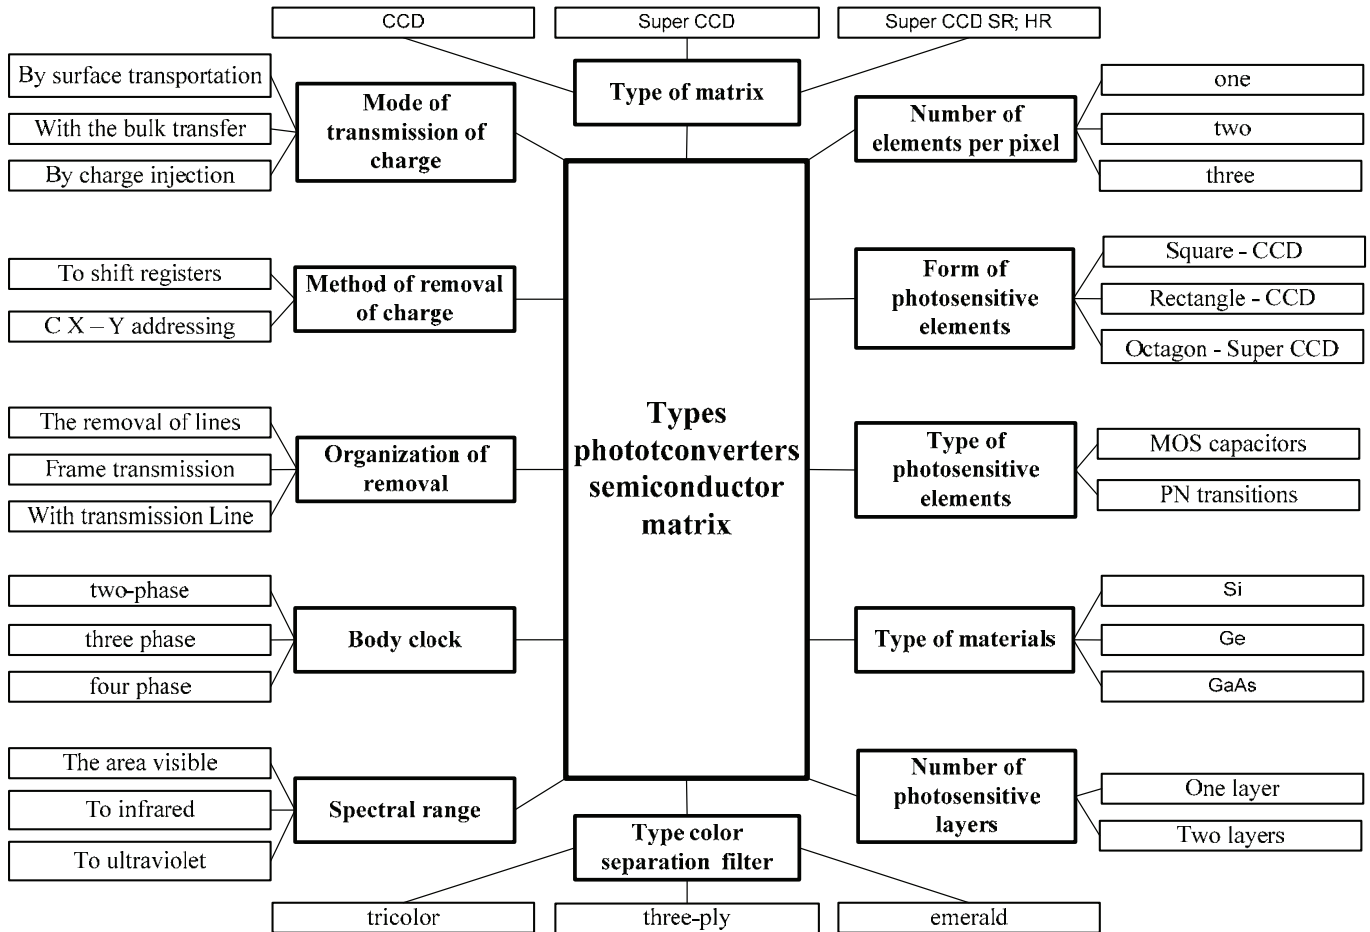 CCD
Super CCD
Super CCD SR; HR
Type of matrix
By surface transportation
With the bulk transfer
By charge injection
Mode of
transmission of
charge
Number of
elements per pixel
one
two
three
To shift registers
C X – Y addressing
Method of removal
of charge
Form of
photosensitive
elements
Square - CCD
Rectangle - CCD
Octagon - Super CCD
The removal of lines
Frame transmission
With transmission Line
Organization of
removal
Types
phototconverters
semiconductor
matrix
Type of
photosensitive
elements
MOS capacitors
PN transitions
two-phase
three phase
four phase
Body clock
Type of materials
Si
Ge
GaAs
The area visible
To infrared
To ultraviolet
Spectral range
Number of
photosensitive
layers
One layer
Two layers
Type color
separation filter
tricolor
three-ply
emerald